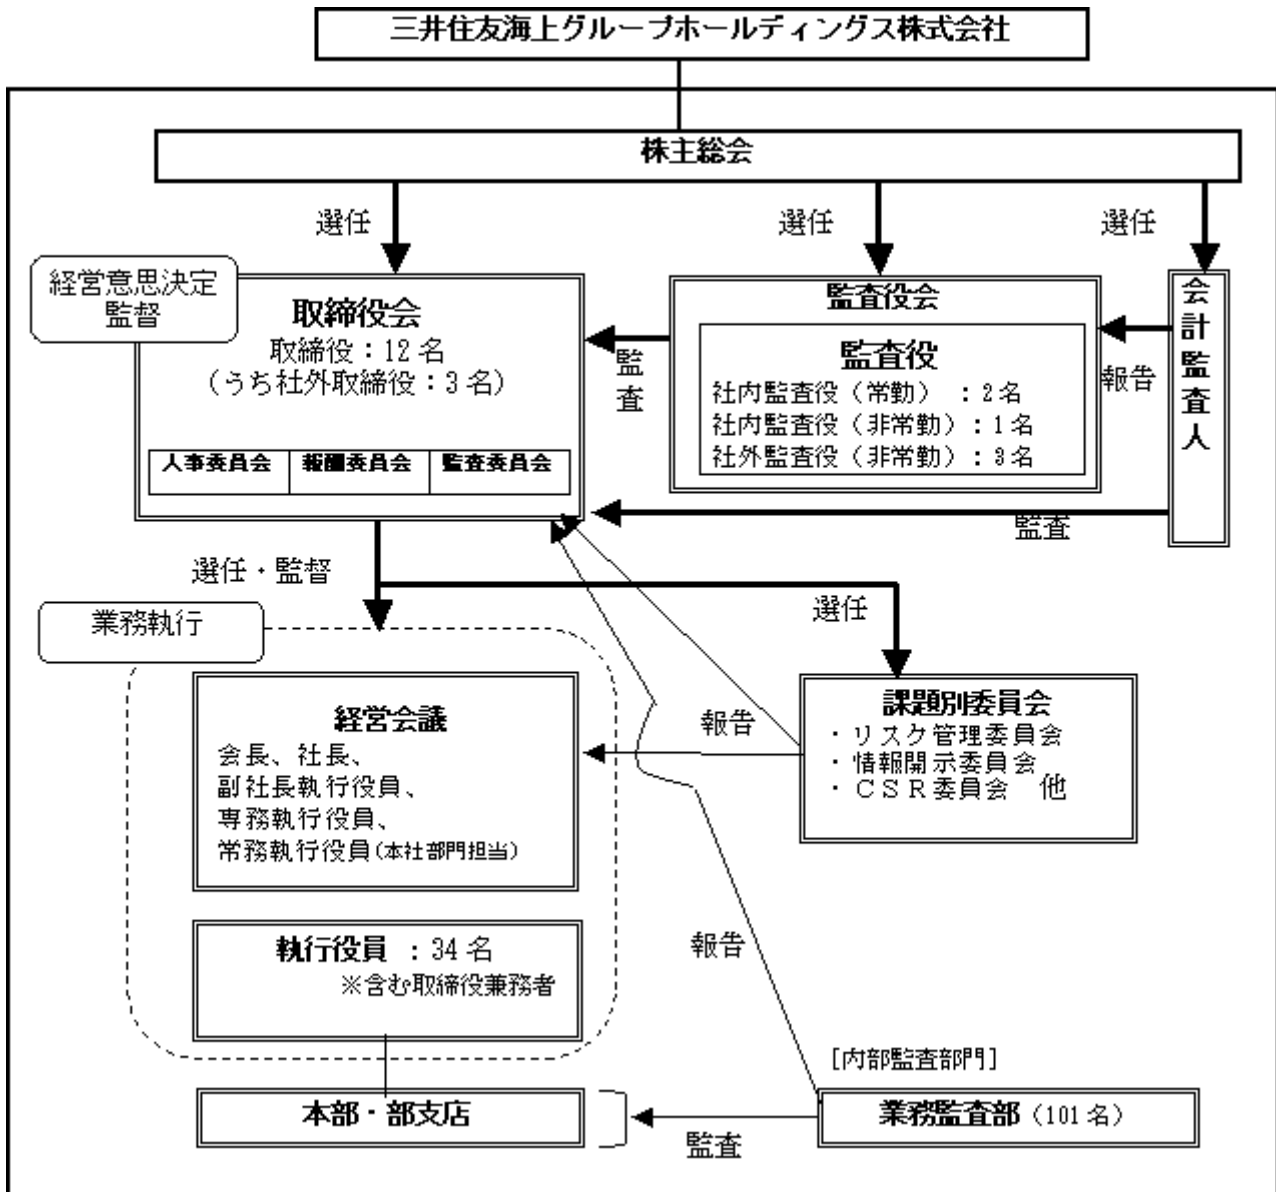 三井住友海上グループホールディングス株式会社
株主総会
選任
選任
選任
経営意思決定
監督
取締役会
取締役：12 名
（うち社外取締役：3 名）
人事委員会
報酬委員会
監査委員会
監査
監査役会
監査役
社内監査役（常勤）　：2 名
社内監査役（非常勤）：1 名
社外監査役（非常勤）：3 名
報告
会計監査人
監査
選任・監督
選任
業務執行
経営会議
会長、社長、
副社長執行役員、
専務執行役員、
常務執行役員(本社部門担当)
報告
課題別委員会
・リスク管理委員会
・情報開示委員会
・ＣＳＲ委員会　他
執行役員　：34 名
※含む取締役兼務者
報告
[内部監査部門]
本部・部支店
監査
業務監査部（101 名）